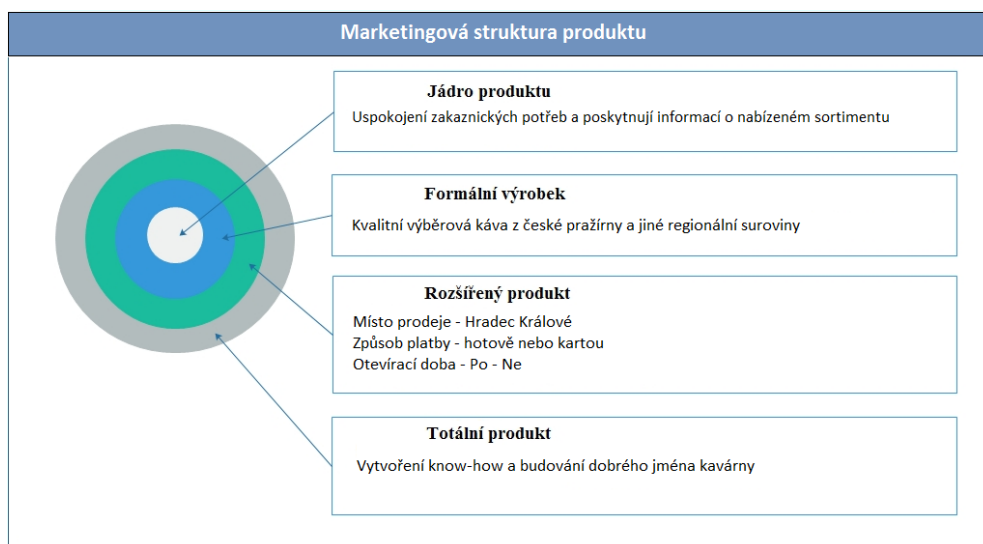 Marketingová struktura produktu
Jádro produktu
Uspokojení zakaznických potřeb a poskytnují informací o nabízeném sortimentu
Formální výrobek
Kvalitní výběrová káva z české pražírny a jiné regionální suroviny
Rozšířený produkt
Místo prodeje - Hradec Králové
Způsob platby - hotově nebo kartou
Otevírací doba - Po - Ne
Totální produkt
Vytvoření know-how a budování dobrého jména kavárny